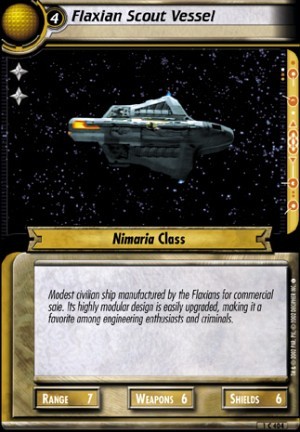 4 Flaxian Scout Vessel
Nimaria Class
Modest civilian ship manufactured by the Flaxians for commercial
sale. Its highly modular design is easily upgraded, making it a
favorite among engineering enthusiasts and criminals.
RANGE 7 WEAPONS 6 SHIELDS 6